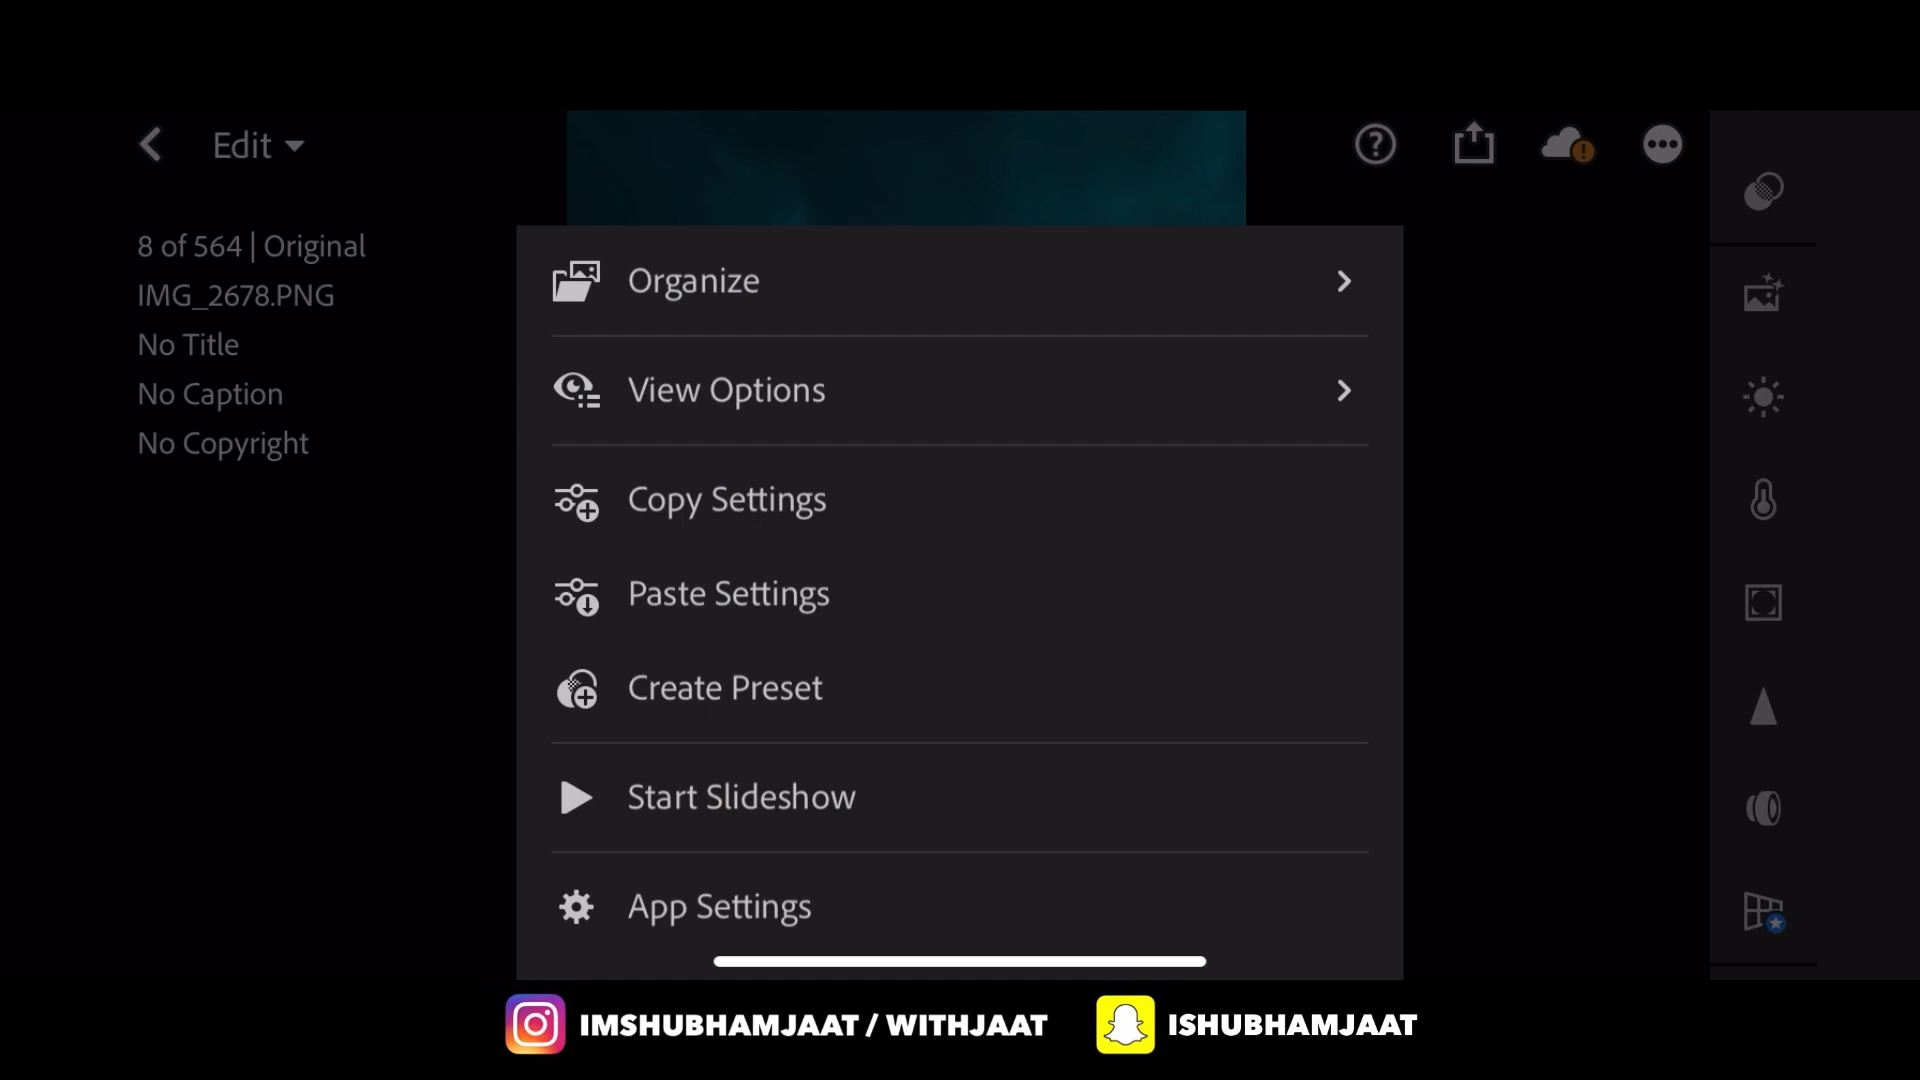 Edit
8 of 564 | Original
IMG_2678.PNG
No Title
No Caption
No Copyright
Organize
View Options
Copy Settings
Paste Settings
Create Preset
Start Slideshow
App Settings
IMSHUBHAMJAAT / WITHJAAT
ISHUBHAMJAAT